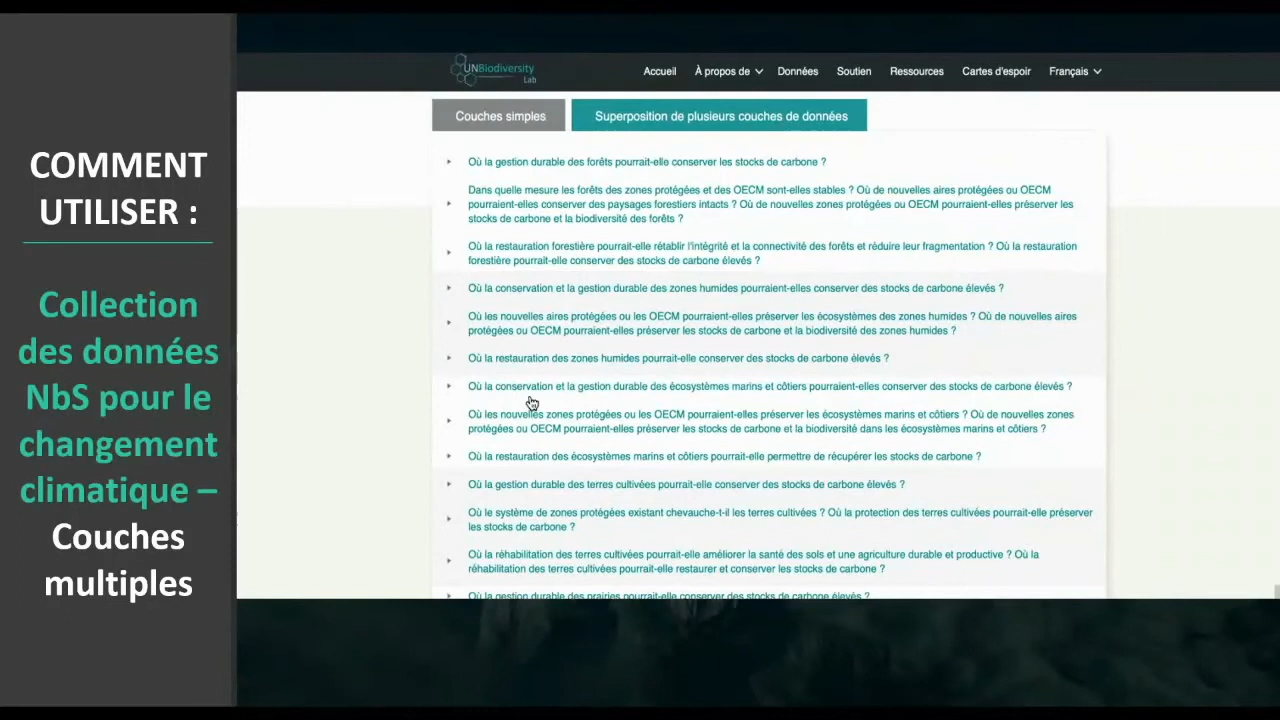 COMMENT
UTILISER :
Collection
des données
NbS pour le
changement
climatique –
Couches
multiples
UNBiodiversity
Lab
Accueil
À propos de
Données
Soutien
Ressources
Cartes d'espoir
Français
Couches simples
Superposition de plusieurs couches de données
Où la gestion durable des forêts pourrait-elle conserver les stocks de carbone ?
Dans quelle mesure les forêts des zones protégées et des OECM sont-elles stables ? Où de nouvelles aires protégées ou OECM
pourraient-elles conserver des paysages forestiers intacts ? Où de nouvelles zones protégées ou OECM pourraient-elles préserver les
stocks de carbone et la biodiversité des forêts ?
Où la restauration forestière pourrait-elle rétablir l'intégrité et la connectivité des forêts et réduire leur fragmentation ? Où la restauration
forestière pourrait-elle conserver des stocks de carbone élevés ?
Où la conservation et la gestion durable des zones humides pourraient-elles conserver des stocks de carbone élevés ?
Où les nouvelles aires protégées ou les OECM pourraient-elles préserver les écosystèmes des zones humides ? Où de nouvelles aires
protégées ou OECM pourraient-elles préserver les stocks de carbone et la biodiversité des zones humides ?
Où la restauration des zones humides pourrait-elle conserver des stocks de carbone élevés ?
Où la conservation et la gestion durable des écosystèmes marins et côtiers pourraient-elles conserver des stocks de carbone élevés ?
Où les nouvelles zones protégées ou les OECM pourraient-elles préserver les écosystèmes marins et côtiers ? Où de nouvelles zones
protégées ou OECM pourraient-elles préserver les stocks de carbone et la biodiversité dans les écosystèmes marins et côtiers ?
Où la restauration des écosystèmes marins et côtiers pourrait-elle permettre de récupérer les stocks de carbone ?
Où la gestion durable des terres cultivées pourrait-elle conserver des stocks de carbone élevés ?
Où le système de zones protégées existant chevauche-t-il les terres cultivées ? Où la protection des terres cultivées pourrait-elle préserver
les stocks de carbone ?
Où la réhabilitation des terres cultivées pourrait-elle améliorer la santé des sols et une agriculture durable et productive ? Où la
réhabilitation des terres cultivées pourrait-elle restaurer et conserver les stocks de carbone ?
Où la gestion durable des prairies pourrait-elle conserver des stocks de carbone élevés ?